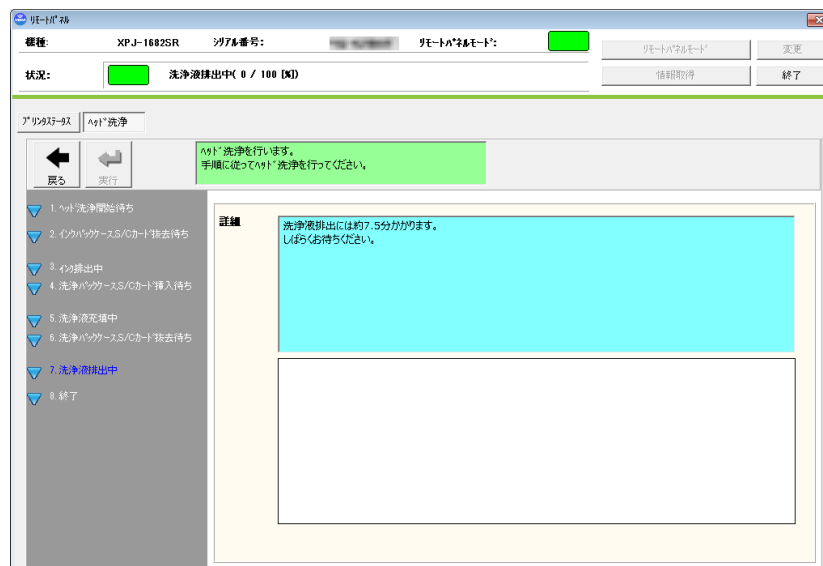 リモートパネル
機種:
XPJ-1682SR
シリアル番号:
リモートパネルモード:
リモートパネルモード
変更
状況:
洗浄液排出中( 0 / 100 [%])
情報取得
終了
プリンタステータス
ヘッド洗浄
戻る
実行
ヘッド洗浄を行います。
手順に従ってヘッド洗浄を行ってください。
1. ヘッド洗浄開始待ち
2. インクパックケース,S/Cカード抜去待ち
3. インク排出中
4. 洗浄パックケース,S/Cカード挿入待ち
5. 洗浄液充填中
6. 洗浄パックケース,S/Cカード抜去待ち
7. 洗浄液排出中
8. 終了
詳細
洗浄液排出には約7.5分かかります。
しばらくお待ちください。